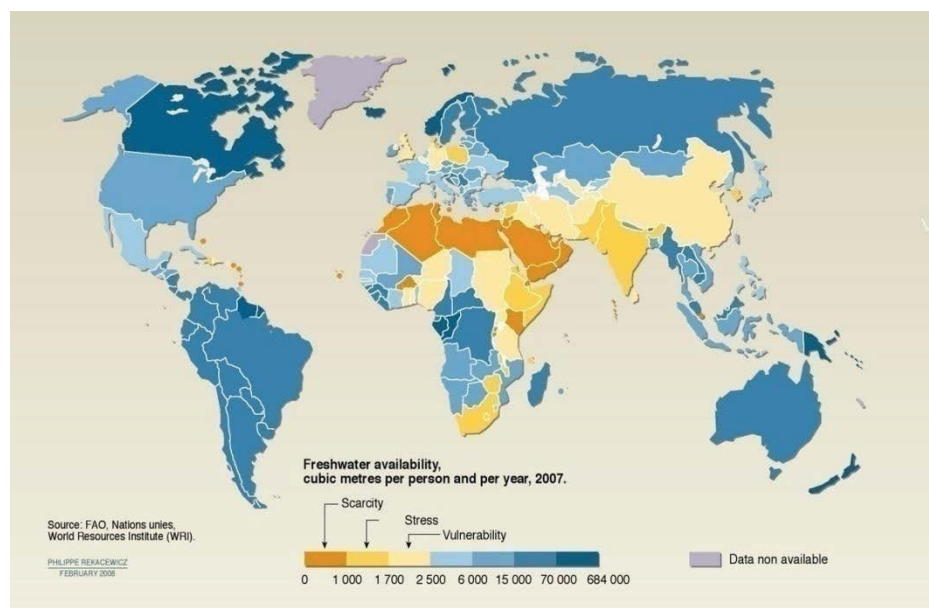 Freshwater availability,
cubic metres per person and per year, 2007.
Scarcity
Stress
Vulnerability
0 1 000 1 700 2 500 6 000 15 000 70 000 684 000
Data non available
Source: FAO, Nations unies,
World Resources Institute (WRI).
PHILIPPE REKACEWICZ
FEBRUARY 2008